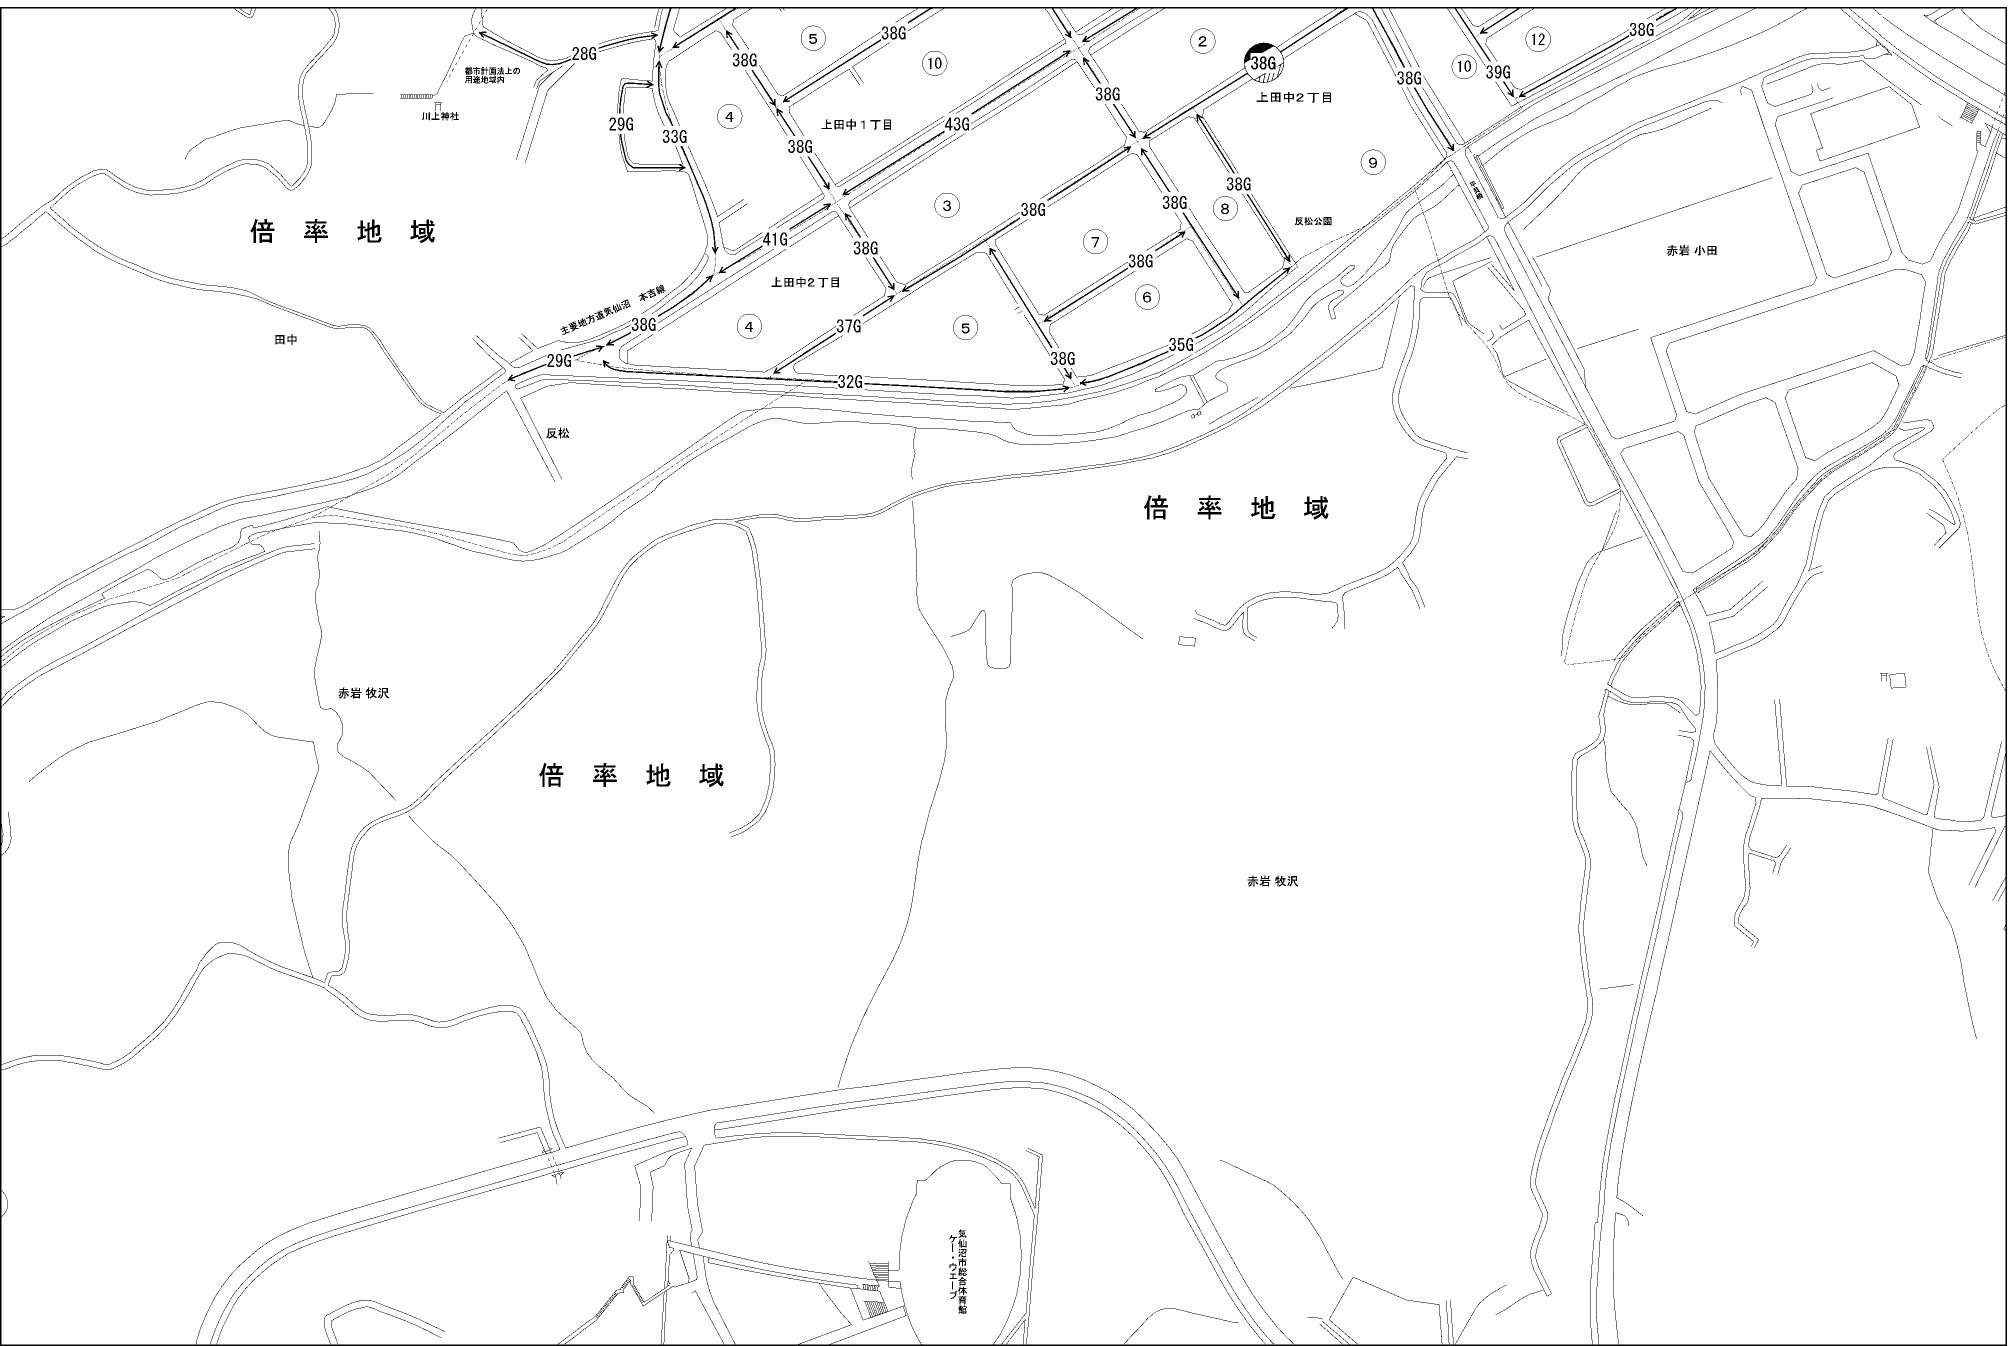 28G
都市計画法上の
用途地域内
川上神社
29G
33G
38G
5
38G
10
4
上田中１丁目
38G
43G
2
38G
上田中２丁目
38G
38G
10
12
38G
39G
9
8
38G
38G
反松公園
赤岩 小田
3
38G
7
38G
6
倍 率 地 域
41G
38G
上田中２丁目
主要地方道気仙沼 本吉線
38G
4
37G
5
38G
35G
29G
32G
田中
反松
倍 率 地 域
赤岩 牧沢
倍 率 地 域
赤岩 牧沢
気仙沼市総合体育館
ケー・ウエーブ